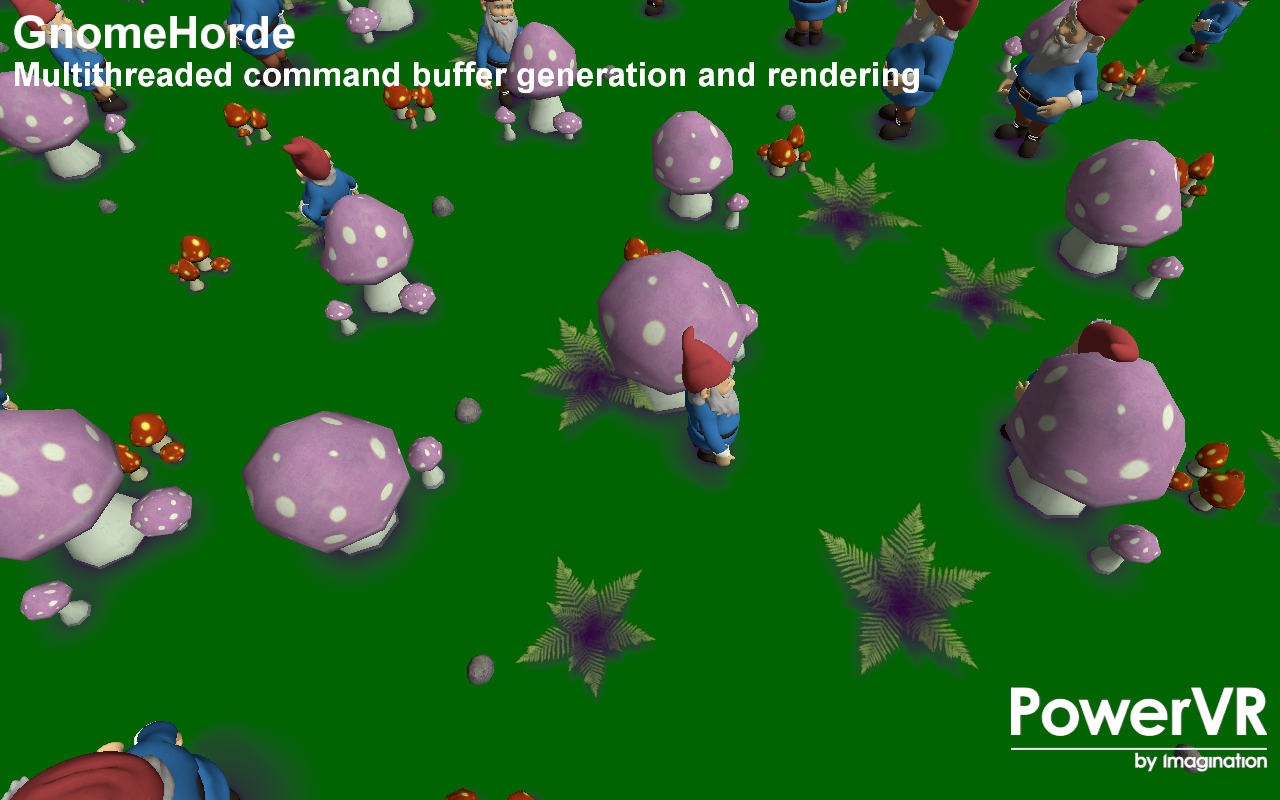 GnomeHorde
Multithreaded command buffer generation and rendering
PowerVR
by Imagination